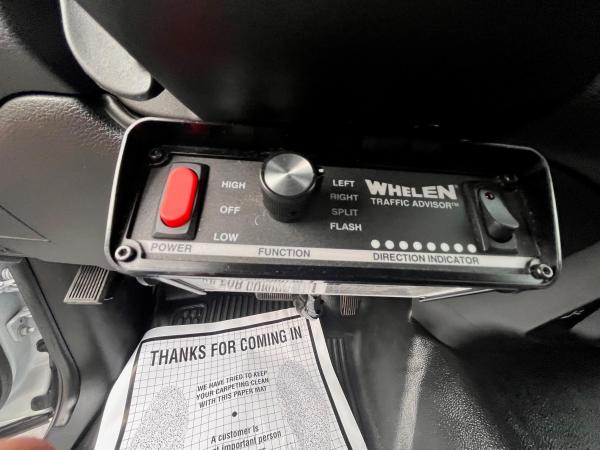 HIGH
OFF
LOW
POWER
FUNCTION
LEFT
RIGHT
SPLIT
FLASH
WHELEN®
TRAFFIC ADVISOR™
DIRECTION INDICATOR
THANKS FOR COMING IN
WE HAVE TRIED TO KEEP
YOUR CARPETING CLEAN
WITH THIS PAPER MAT
•
A customer is
important person